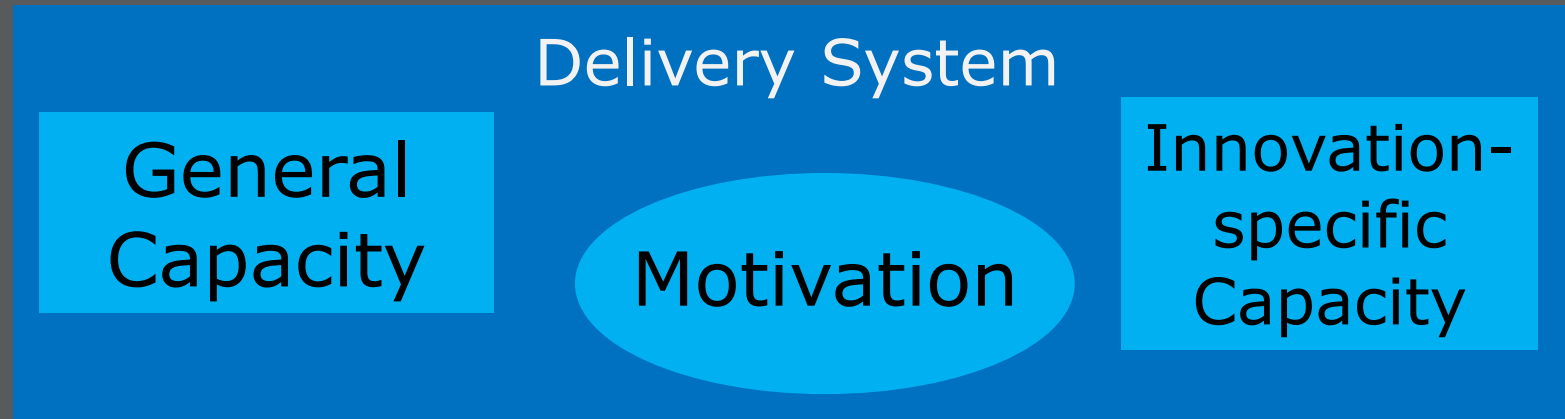 Delivery System
General
Capacity
Motivation
Innovation-
specific
Capacity